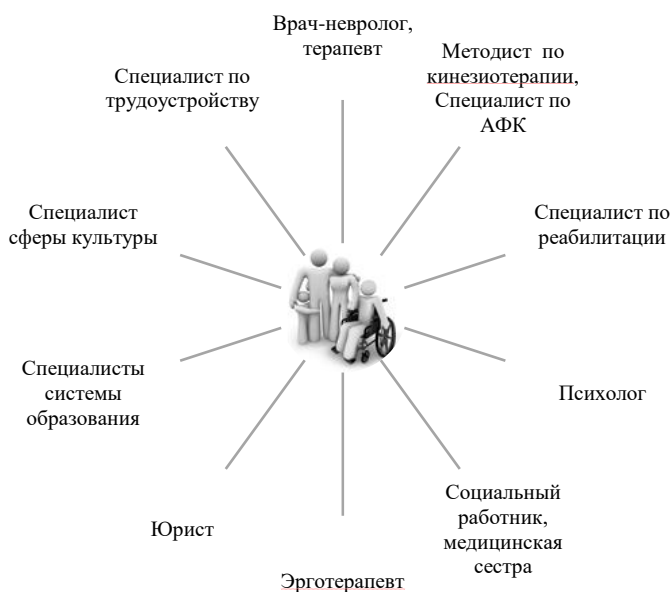 Врач-невролог,
терапевт
Методист по
кинезиотерапии,
Специалист по
АФК
Специалист по
реабилитации
Психолог
Социальный
работник,
медицинская
сестра
Эрготерапевт
Юрист
Специалисты
системы
образования
Специалист
сферы культуры
Специалист по
трудоустройству